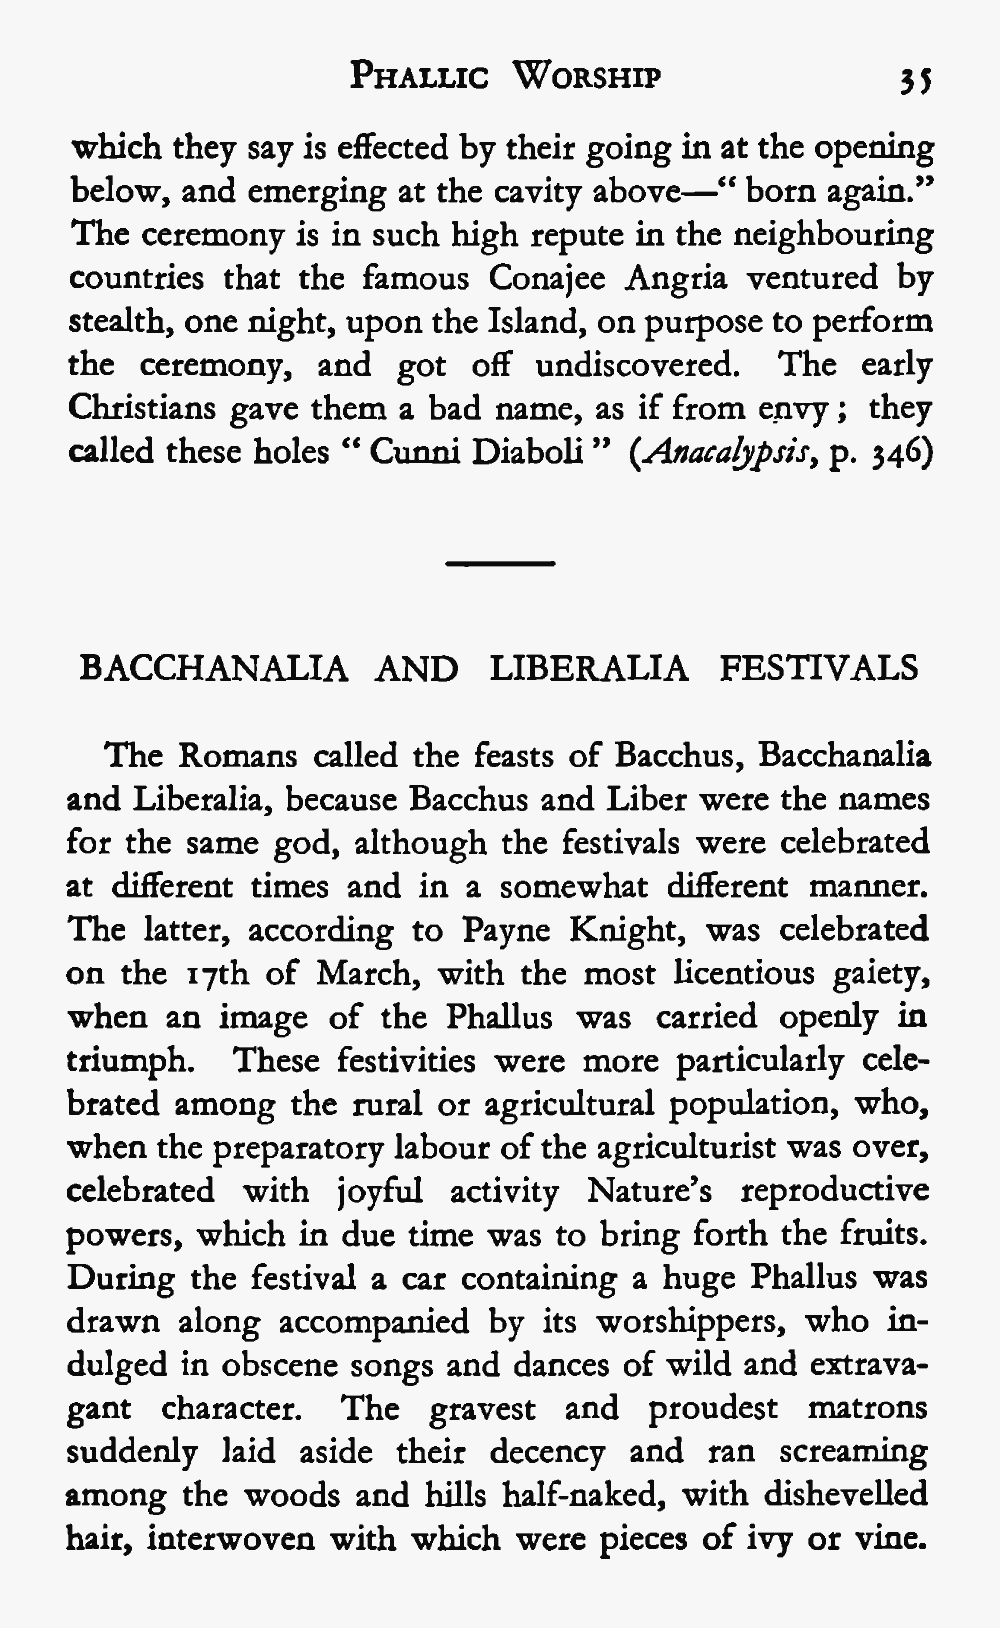 Phallic Worship 35
which they say is effected by their going in at the opening
below, and emerging at the cavity above—“ born again.”
The ceremony is in such high repute in the neighbouring
countries that the famous Conajee Angria ventured by
stealth, one night, upon the Island, on purpose to perform
the ceremony, and got off undiscovered. The early
Christians gave them a bad name, as if from envy ; they
called these holes “ Cunni Diaboli ” (Anacalypsis, p. 346)
BACCHANALIA AND LIBERALIA FESTIVALS
The Romans called the feasts of Bacchus, Bacchanalia
and Liberalia, because Bacchus and Liber were the names
for the same god, although the festivals were celebrated
at different times and in a somewhat different manner.
The latter, according to Payne Knight, was celebrated
on the 17th of March, with the most licentious gaiety,
when an image of the Phallus was carried openly in
triumph. These festivities were more particularly cele-
brated among the rural or agricultural population, who,
when the preparatory labour of the agriculturist was over,
celebrated with joyful activity Nature’s reproductive
powers, which in due time was to bring forth the fruits.
During the festival a car containing a huge Phallus was
drawn along accompanied by its worshippers, who in-
dulged in obscene songs and dances of wild and extrava-
gant character. The gravest and proudest matrons
suddenly laid aside their decency and ran screaming
among the woods and hills half-naked, with dishevelled
hair, interwoven with which were pieces of ivy or vine.